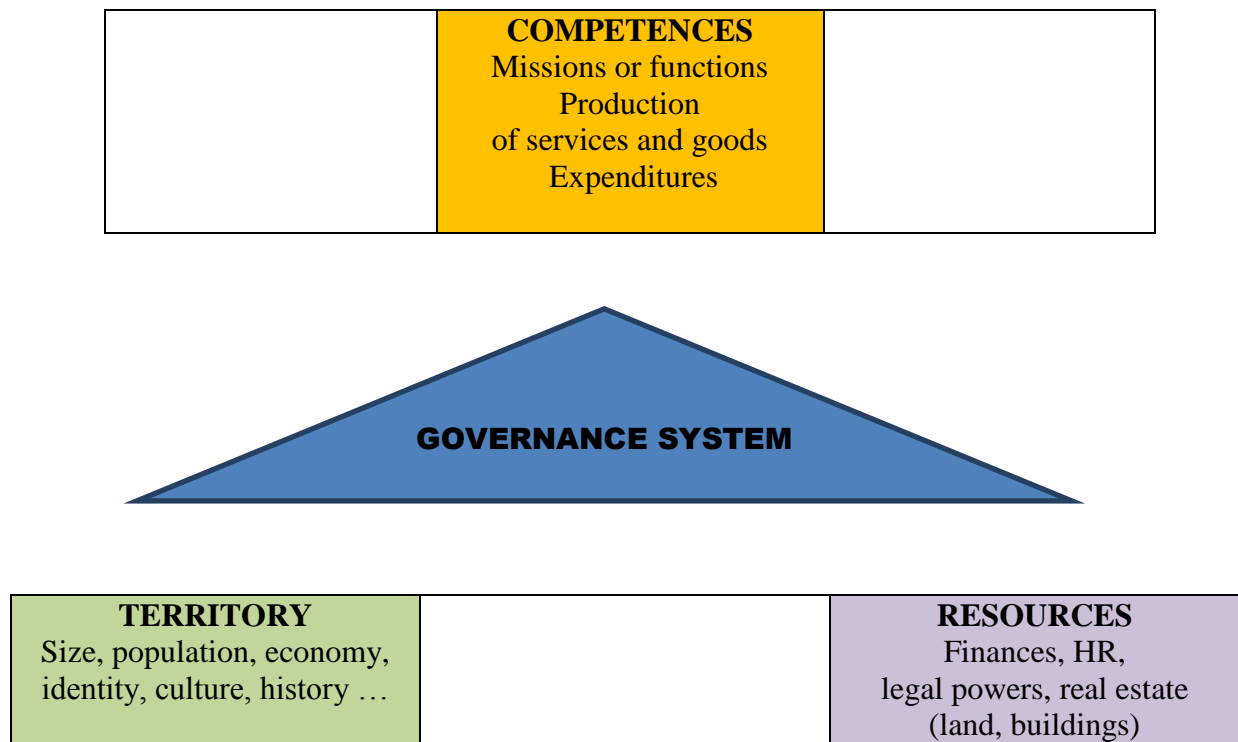 COMPETENCES
Missions or functions
Production
of services and goods
Expenditures
GOVERNANCE SYSTEM
TERRITORY
Size, population, economy,
identity, culture, history …
RESOURCES
Finances, HR,
legal powers, real estate
(land, buildings)